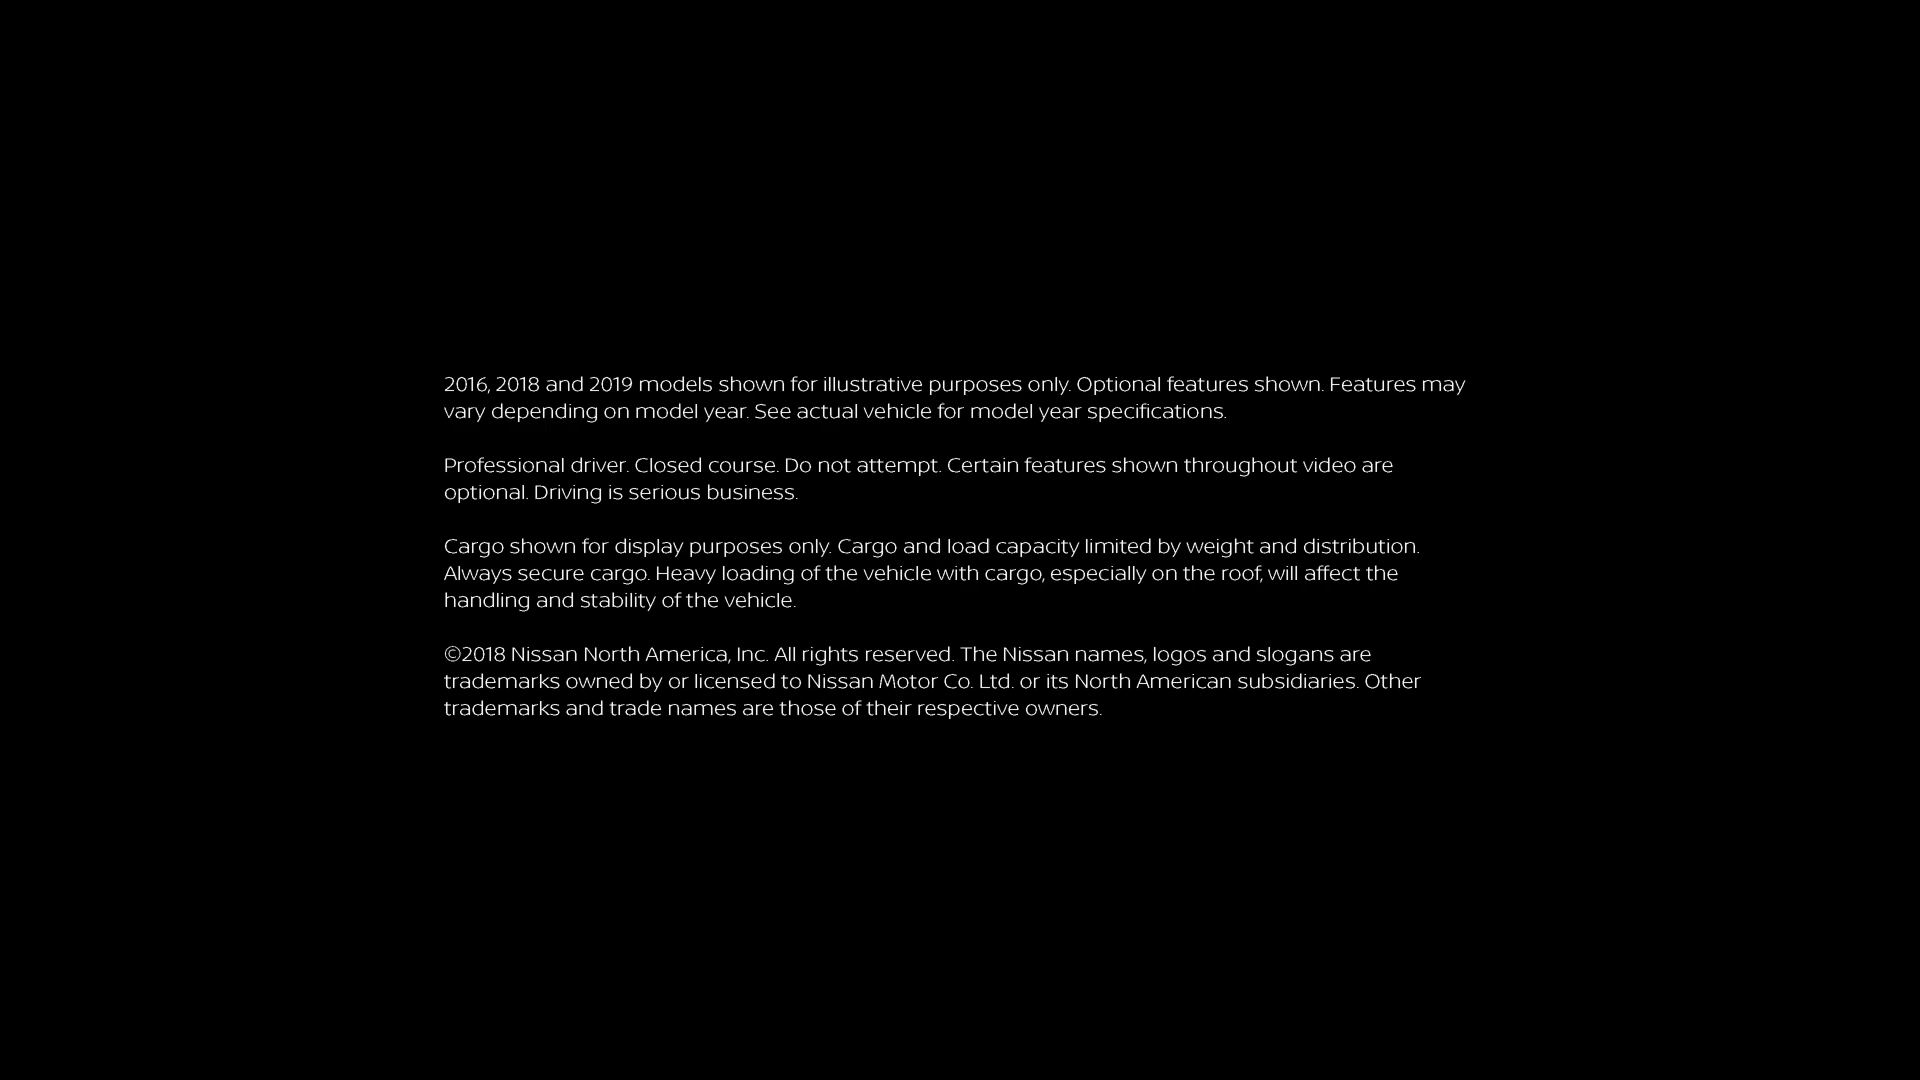 2016, 2018 and 2019 models shown for illustrative purposes only. Optional features shown. Features may
vary depending on model year. See actual vehicle for model year specifications.
Professional driver. Closed course. Do not attempt. Certain features shown throughout video are
optional. Driving is serious business.
Cargo shown for display purposes only. Cargo and load capacity limited by weight and distribution.
Always secure cargo. Heavy loading of the vehicle with cargo, especially on the roof, will affect the
handling and stability of the vehicle.
©2018 Nissan North America, Inc. All rights reserved. The Nissan names, logos and slogans are
trademarks owned by or licensed to Nissan Motor Co. Ltd. or its North American subsidiaries. Other
trademarks and trade names are those of their respective owners.